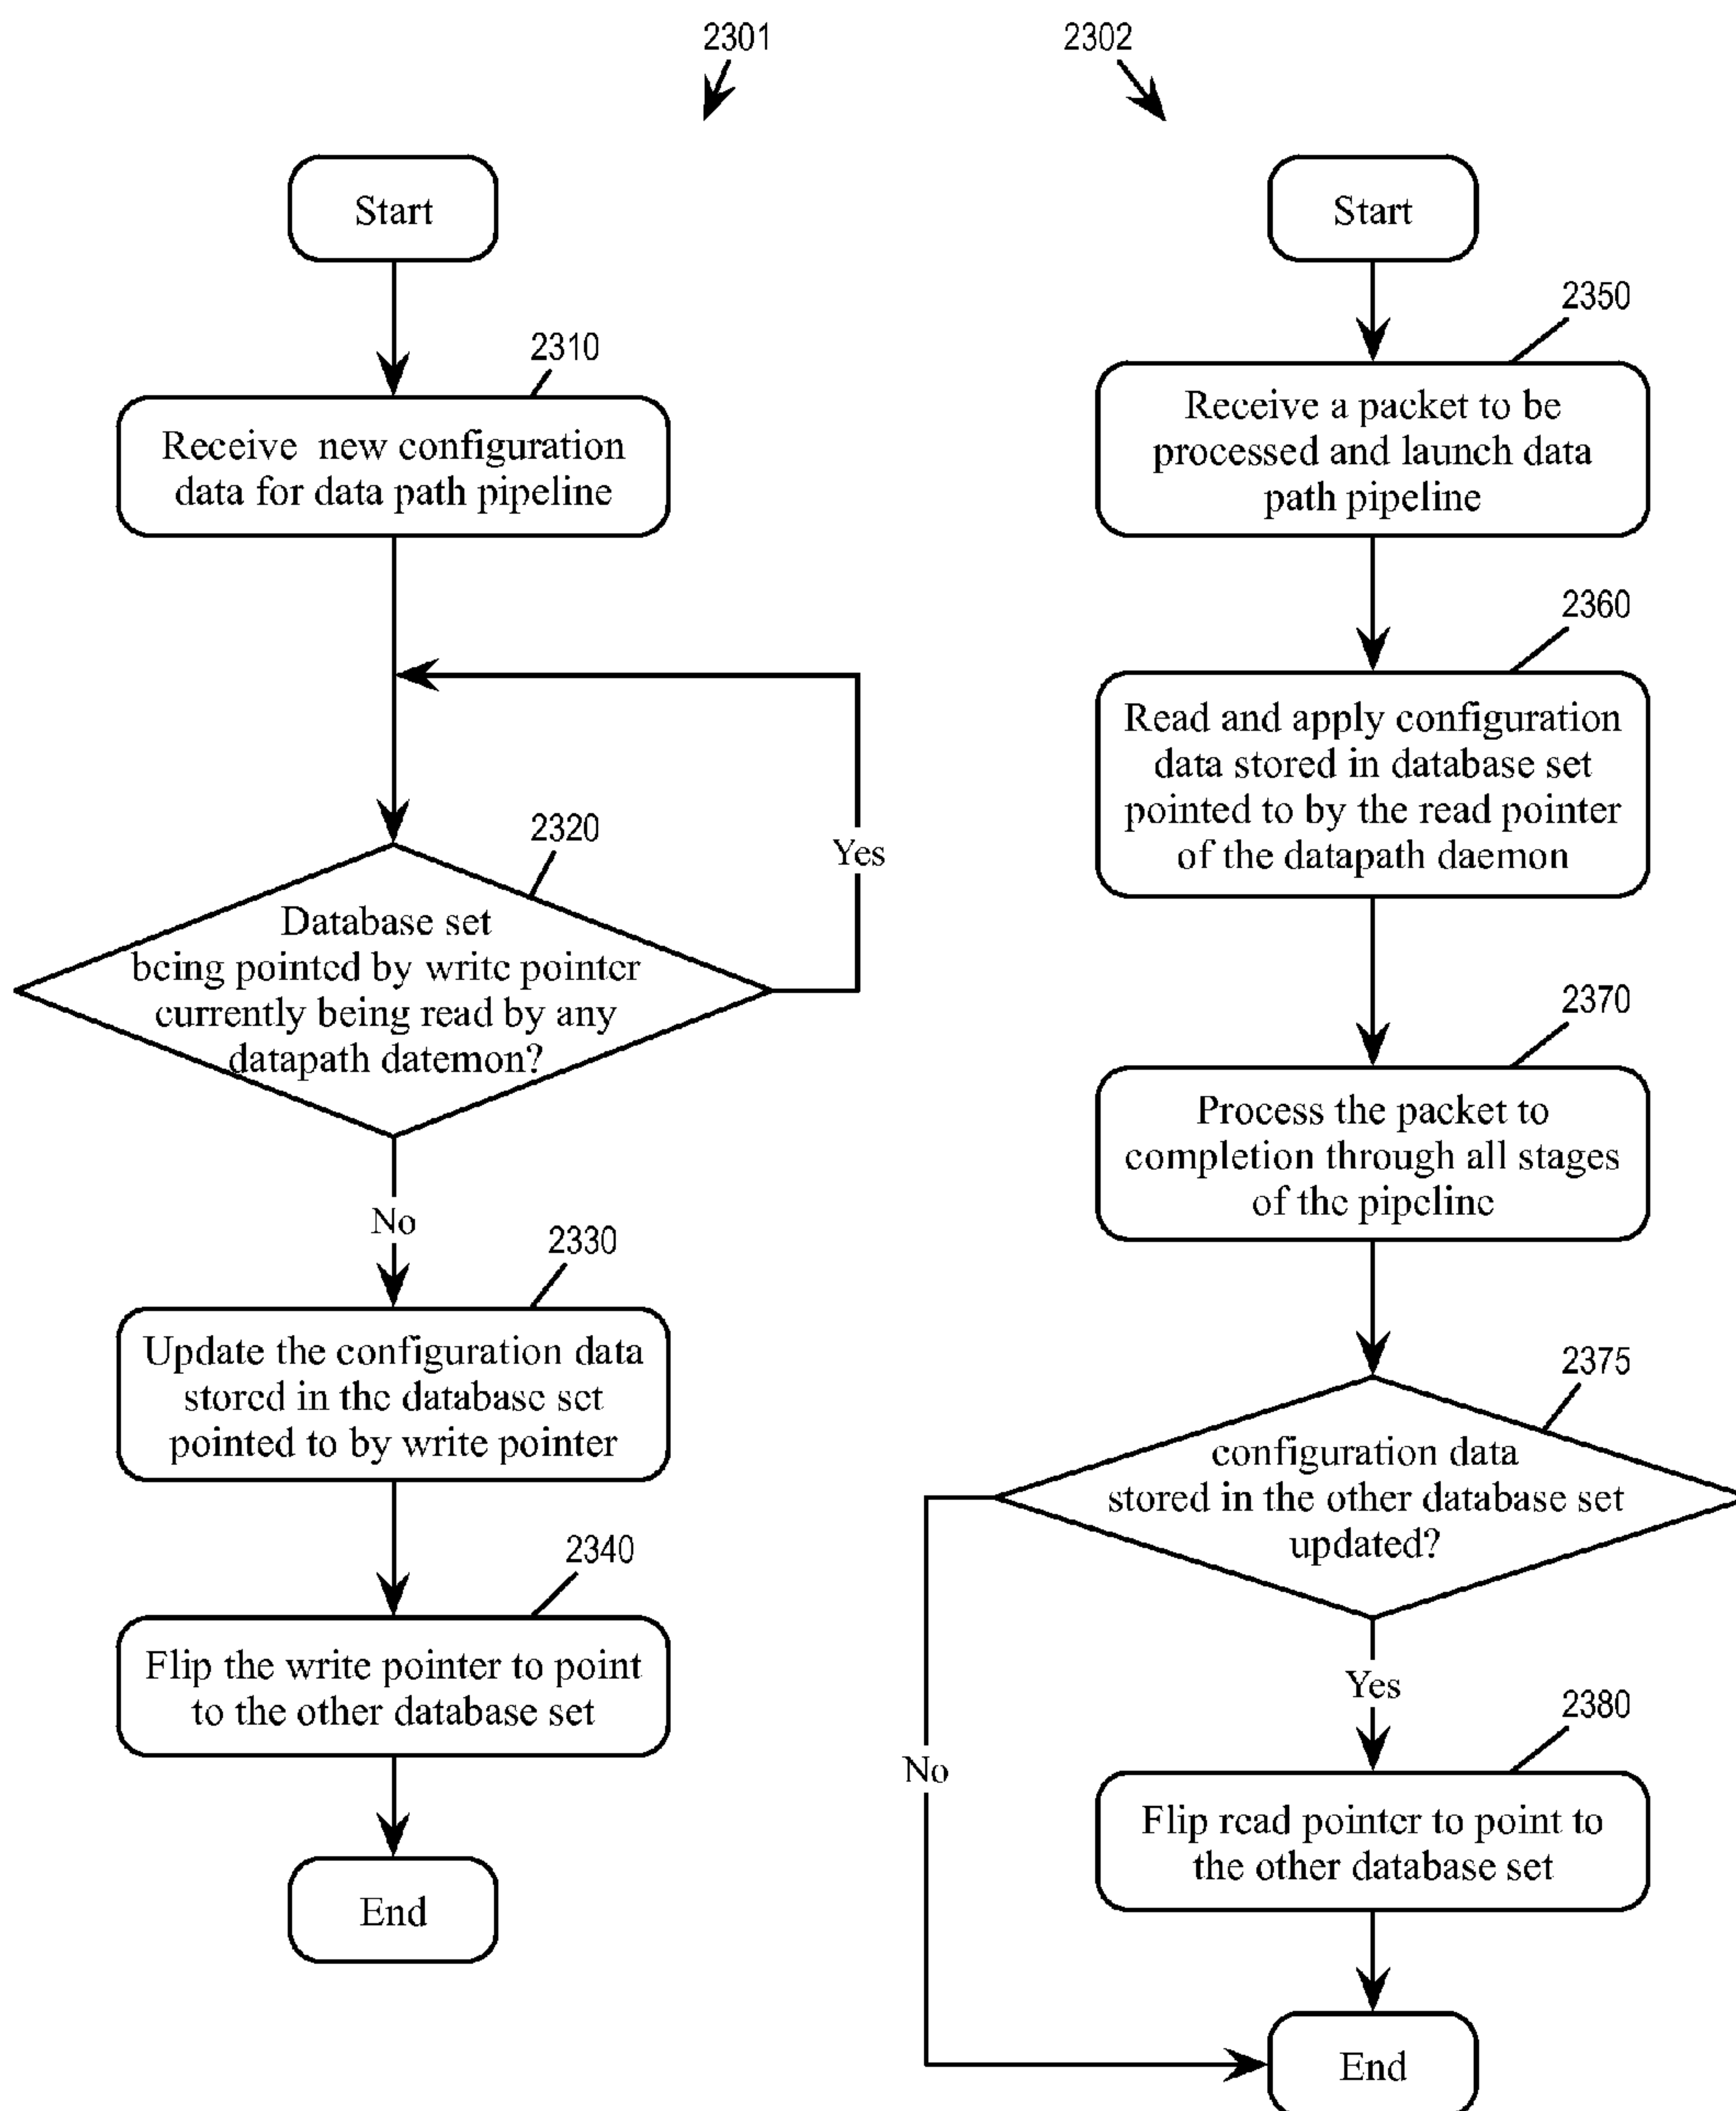 2301
2302
Start
2310
Receive new configuration
data for data path pipeline
2320
Yes
Database set
being pointed by write pointer
currently being read by any
datapath datemon?
No
2330
Update the configuration data
stored in the database set
pointed to by write pointer
2340
Flip the write pointer to point
to the other database set
End
Start
2350
Receive a packet to be
processed and launch data
path pipeline
2360
Read and apply configuration
data stored in database set
pointed to by the read pointer
of the datapath daemon
2370
Process the packet to
completion through all stages
of the pipeline
2375
configuration data
stored in the other database set
updated?
Yes
2380
No
Flip read pointer to point to
the other database set
End